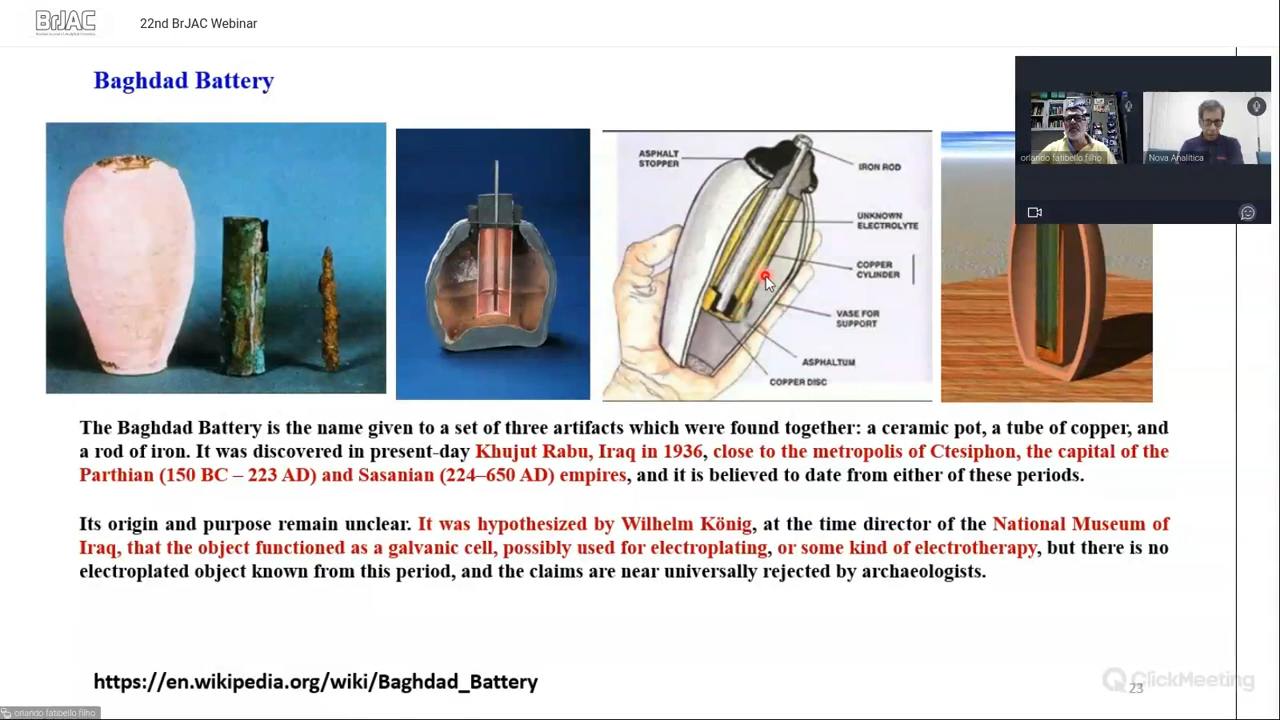 BrJAC
22nd BrJAC Webinar
Baghdad Battery
orlando fatibello filho
Nova Analítica
ASPHALT
STOPPER
IRON ROD
UNKNOWN
ELECTROLYTE
COPPER
CYLINDER
VASE FOR
SUPPORT
ASPHALTUM
COPPER DISC
The Baghdad Battery is the name given to a set of three artifacts which were found together: a ceramic pot, a tube of copper, and
a rod of iron. It was discovered in present-day Khujut Rabu, Iraq in 1936, close to the metropolis of Ctesiphon, the capital of the
Parthian (150 BC – 223 AD) and Sasanian (224–650 AD) empires, and it is believed to date from either of these periods.
Its origin and purpose remain unclear. It was hypothesized by Wilhelm König, at the time director of the National Museum of
Iraq, that the object functioned as a galvanic cell, possibly used for electroplating, or some kind of electrotherapy, but there is no
electroplated object known from this period, and the claims are near universally rejected by archaeologists.
https://en.wikipedia.org/wiki/Baghdad_Battery
ClickMeeting
23
orlando fatibello filho